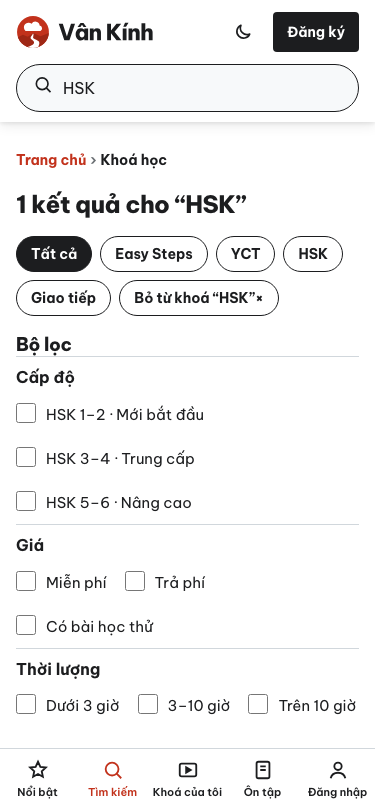 Vân Kính
Đăng ký
HSK
Trang chủ › Khoá học
1 kết quả cho “HSK”
Tất cả
Easy Steps
YCT
HSK
Giao tiếp
Bỏ từ khoá “HSK”×
Bộ lọc
Cấp độ
HSK 1–2 · Mới bắt đầu
HSK 3–4 · Trung cấp
HSK 5–6 · Nâng cao
Giá
Miễn phí
Trả phí
Có bài học thử
Thời lượng
Dưới 3 giờ
3–10 giờ
Trên 10 giờ
Nổi bật
Tìm kiếm
Khoá của tôi
Ôn tập
Đăng nhập